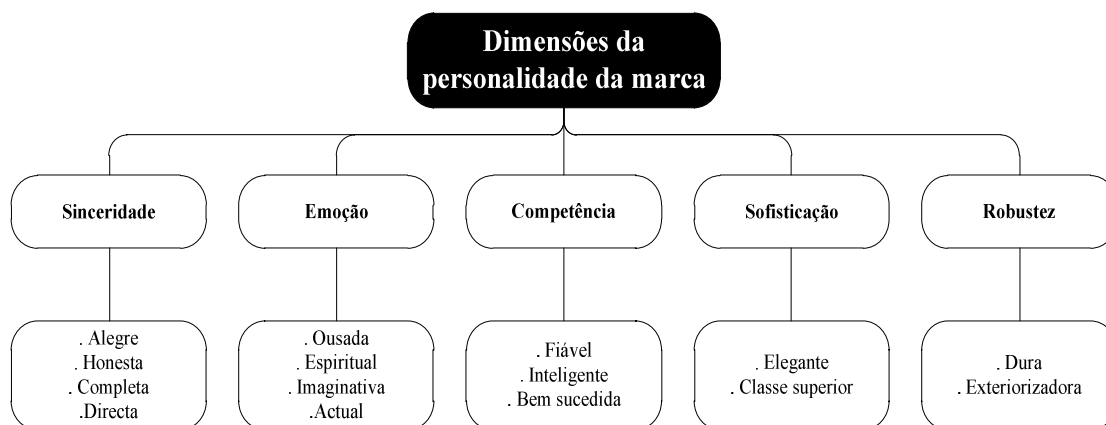 Dimensões da
personalidade da marca
Sinceridade
Emoção
Competência
Sofisticação
Robustez
. Alegre
. Honesta
. Completa
.Directa
. Ousada
. Espiritual
. Imaginativa
. Actual
. Fiável
. Inteligente
. Bem sucedida
. Elegante
. Classe superior
. Dura
. Exteriorizadora